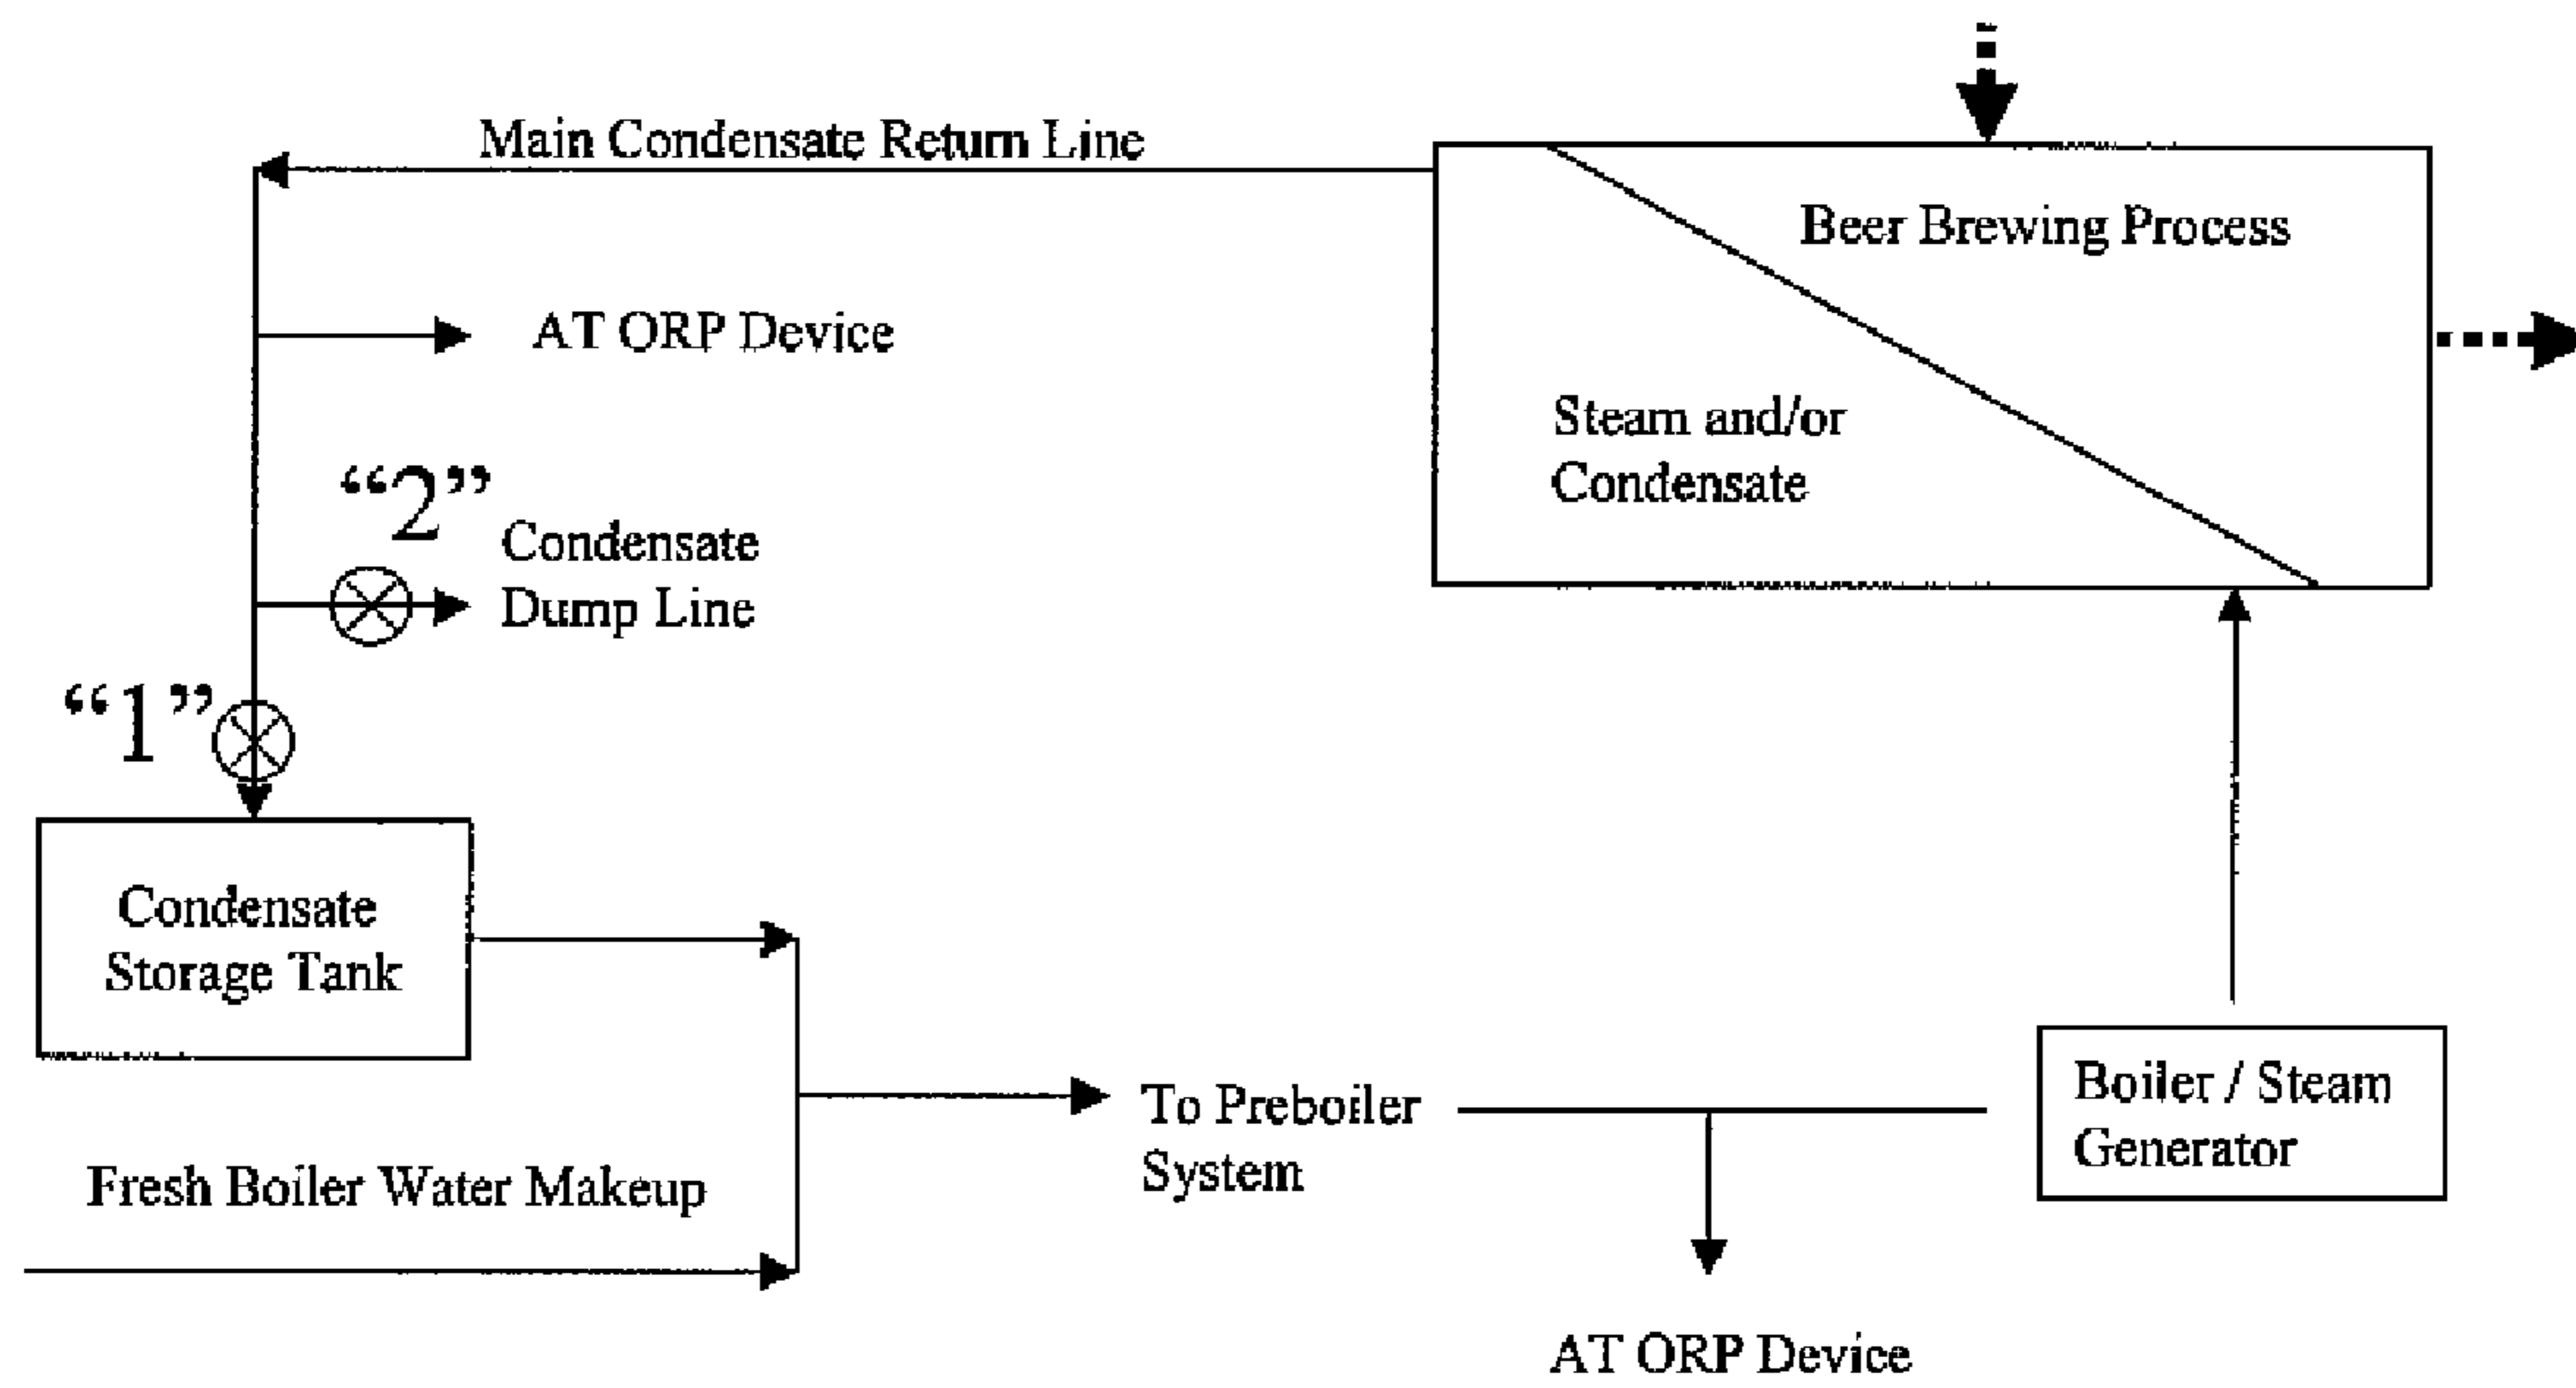 Main Condensate Return Line
Beer Brewing Process
AT ORP Device
Steam and/or
Condensate
“2”
Condensate
Dump Line
“1”
Condensate
Storage Tank
Fresh Boiler Water Makeup
To Preboiler
System
Boiler / Steam
Generator
AT ORP Device